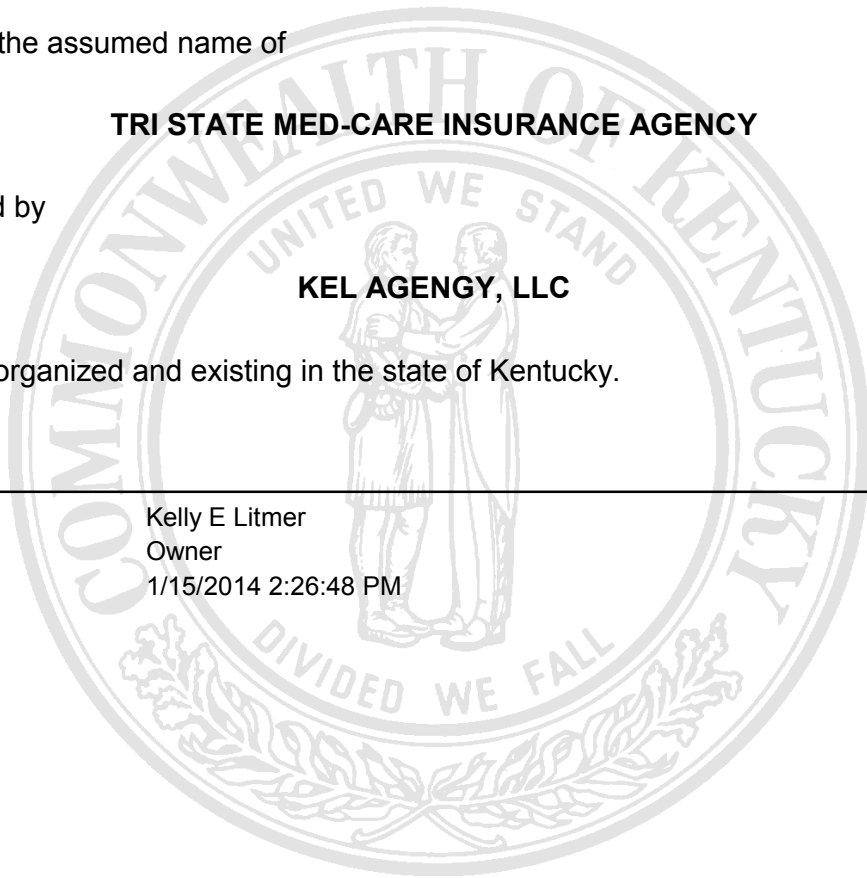 the assumed name of
TRI STATE MED-CARE INSURANCE AGENCY
d by
KEL AGENGY, LLC
organized and existing in the state of Kentucky.
Kelly E Litmer
Owner
1/15/2014 2:26:48 PM
COMMONWEALTH OF KENTUCKY
UNITED WE STAND
DIVIDED WE FALL